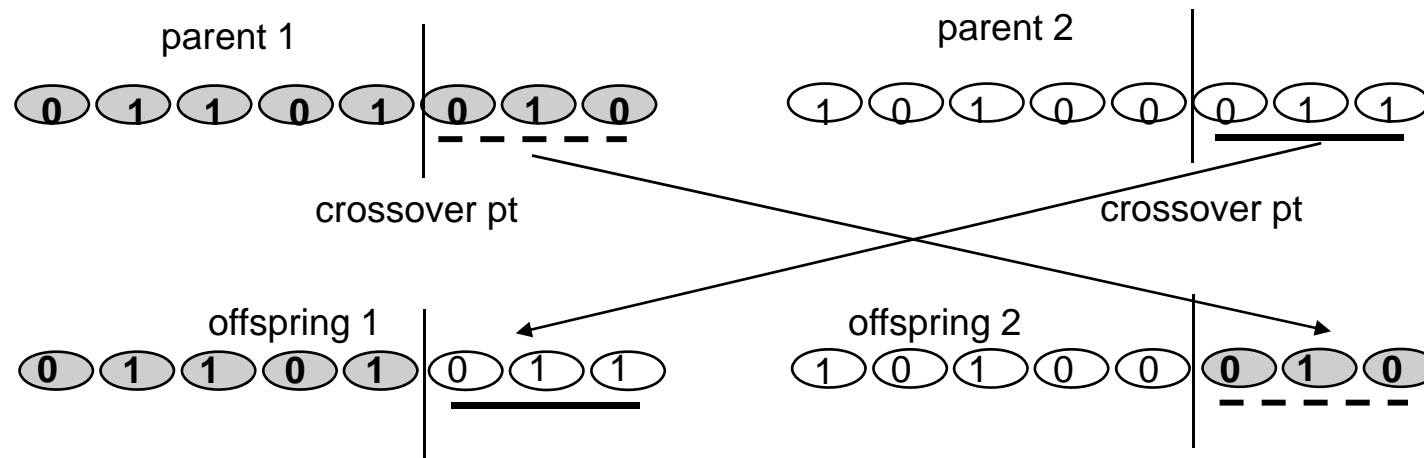 parent 1 parent 2
0 1 1 0 1 0 1 0 1 0 1 0 0 0 1 1
crossover pt crossover pt
offspring 1 offspring 2
0 1 1 0 1 0 1 1 1 0 1 0 0 0 1 0